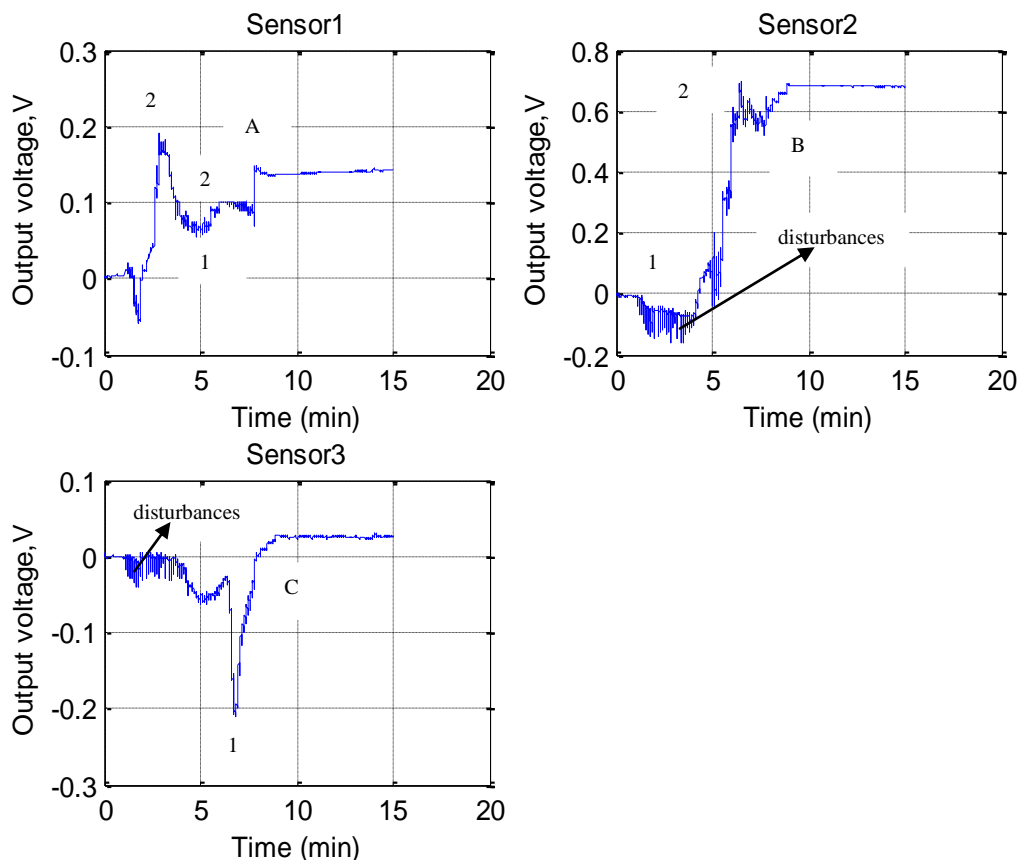 Sensor1
0.3
0.2
0.1
0
-0.1
Output voltage,V
2
A
2
1
0 5 10 15 20
Time (min)
Sensor2
0.8
0.6
0.4
0.2
0
-0.2
Output voltage,V
2
B
disturbances
1
0 5 10 15 20
Time (min)
Sensor3
0.1
0
-0.1
-0.2
-0.3
Output voltage,V
disturbances
C
1
0 5 10 15 20
Time (min)